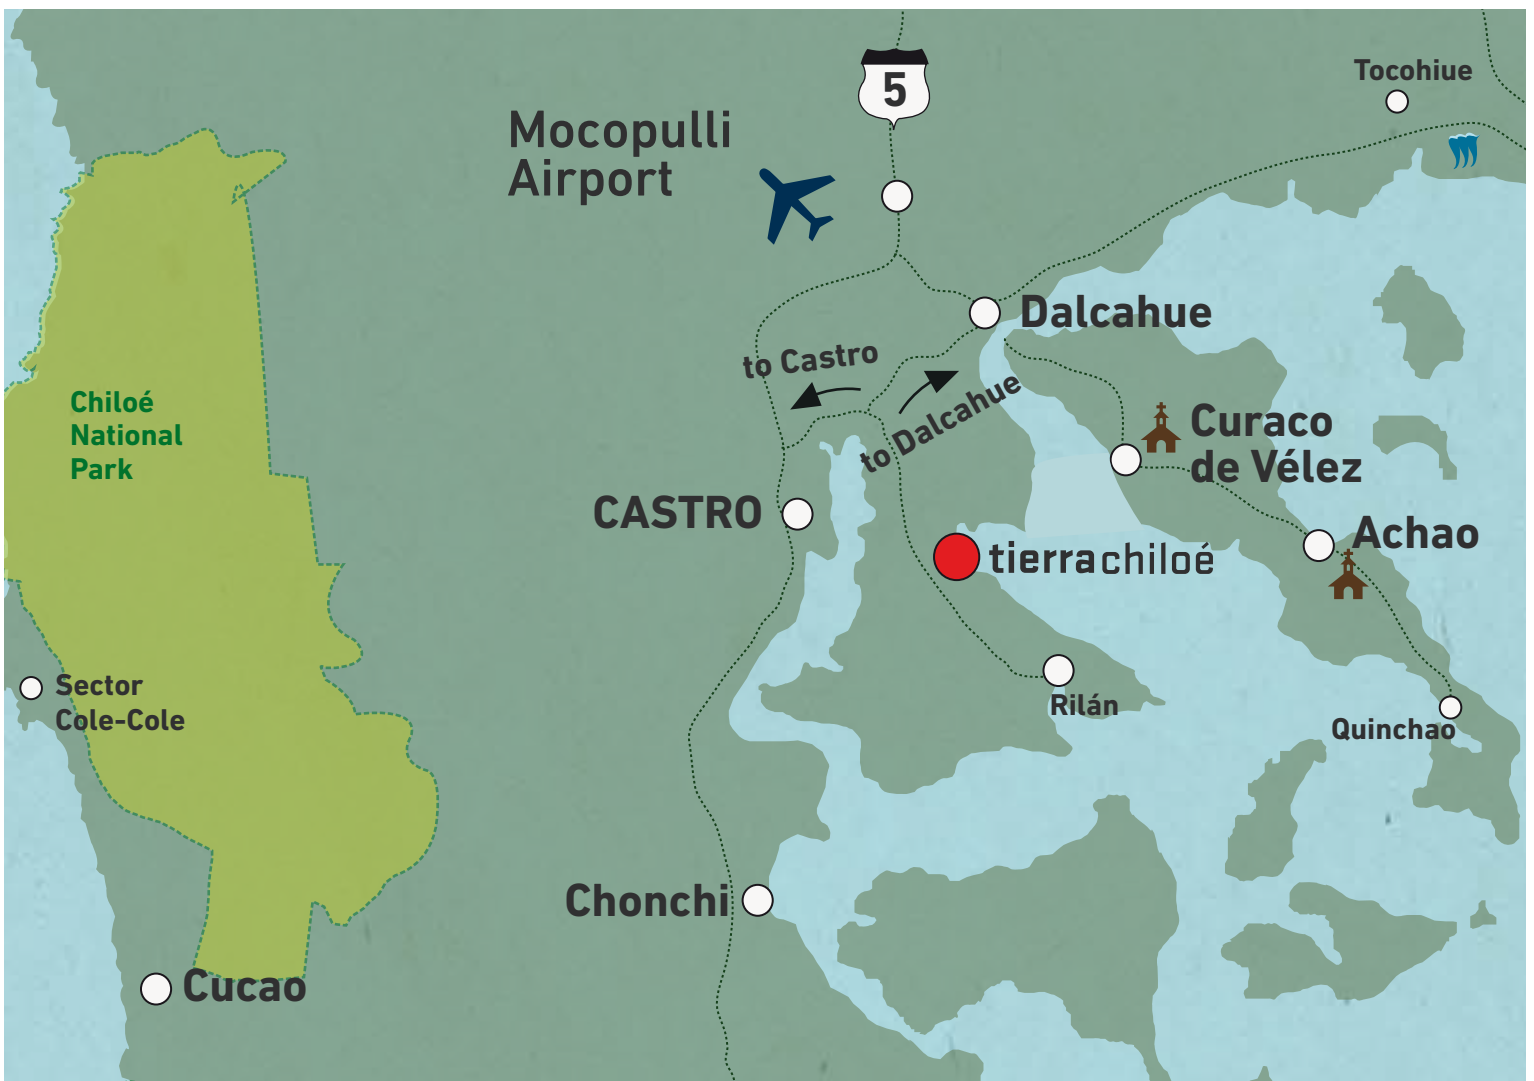 5
Tocohiue
Mocopulli
Airport
Dalcahue
to Castro
to Dalcahue
Chiloé
National
Park
Curaco
de Vélez
CASTRO
Achao
tierrachiloé
Sector
Cole-Cole
Rilán
Quinchao
Chonchi
Cucao